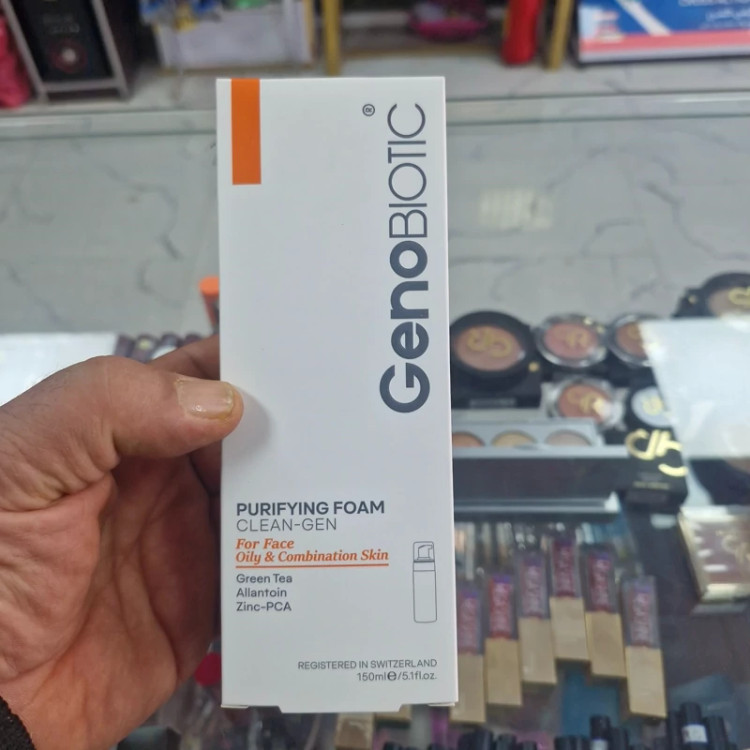 GenoBIOTIC®
PURIFYING FOAM
CLEAN-GEN
For Face
Oily & Combination Skin
Green Tea
Allantoin
Zinc-PCA
REGISTERED IN SWITZERLAND
150ml℮/5.1fl.oz.